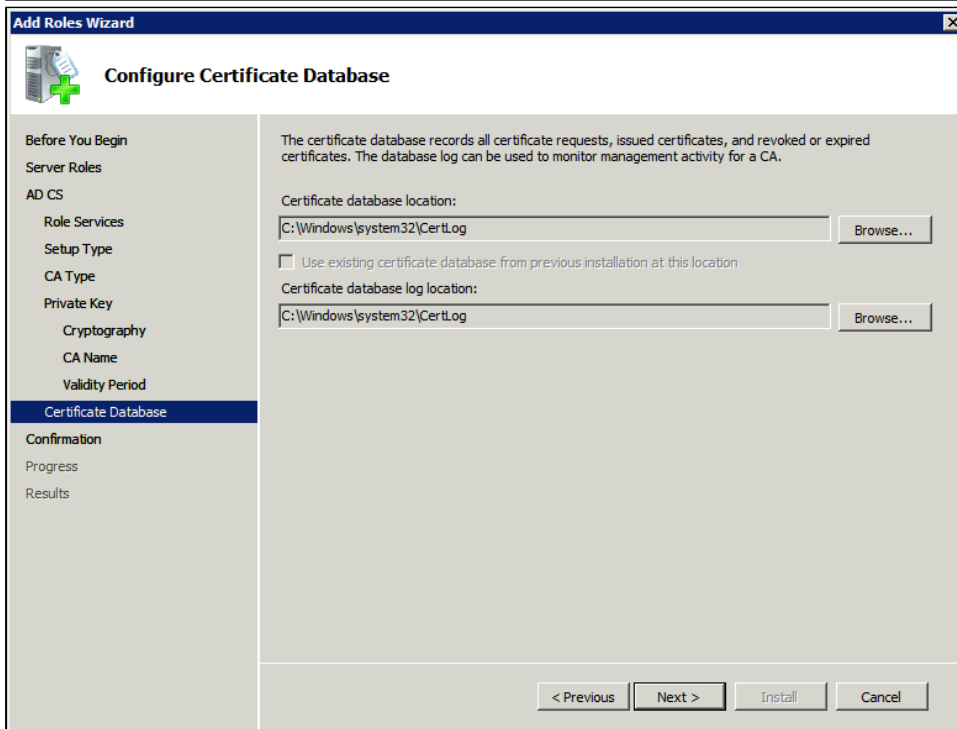 Add Roles Wizard
Configure Certificate Database
Before You Begin
Server Roles
AD CS
Role Services
Setup Type
CA Type
Private Key
Cryptography
CA Name
Validity Period
Certificate Database
Confirmation
Progress
Results
The certificate database records all certificate requests, issued certificates, and revoked or expired
certificates. The database log can be used to monitor management activity for a CA.
Certificate database location:
C:\Windows\system32\CertLog
Browse...
Use existing certificate database from previous installation at this location
Certificate database log location:
C:\Windows\system32\CertLog
Browse...
< Previous
Next >
Install
Cancel